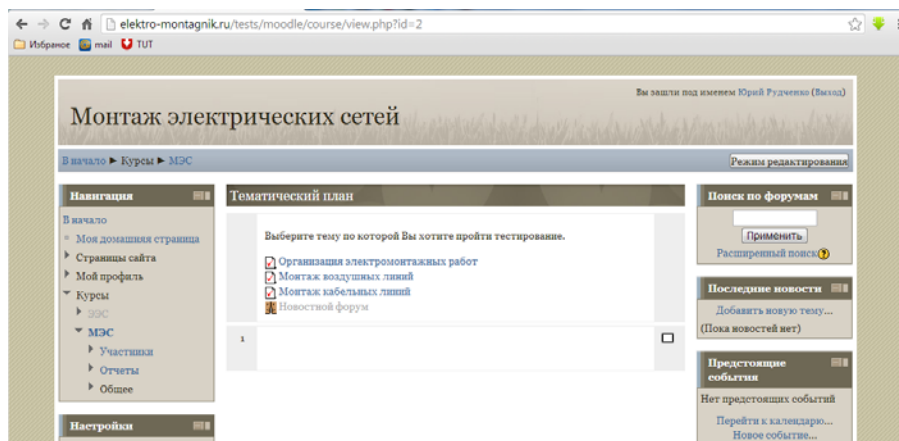 elektro-montagnik.ru/tests/moodle/course/view.php?id=2
Избраное mail TUT
Вы зашли под именем Юрий Рудченко (Выход)
Монтаж электрических сетей
В начало ► Курсы ► МЭС
Режим редактирования
Навигация
В начало
Моя домашняя страница
Страницы сайта
Мой профиль
Курсы
ЭЭС
МЭС
Участники
Отчеты
Общее
Настройки
Тематический план
Выберите тему по которой Вы хотите пройти тестирование.
Организация электромонтажных работ
Монтаж воздушных линий
Монтаж кабельных линий
Новостной форум
1
Поиск по форумам
Применить
Расширенный поиск
Последние новости
Добавить новую тему...
(Пока новостей нет)
Предстоящие
события
Нет предстоящих событий
Перейти к календарю...
Новое событие...